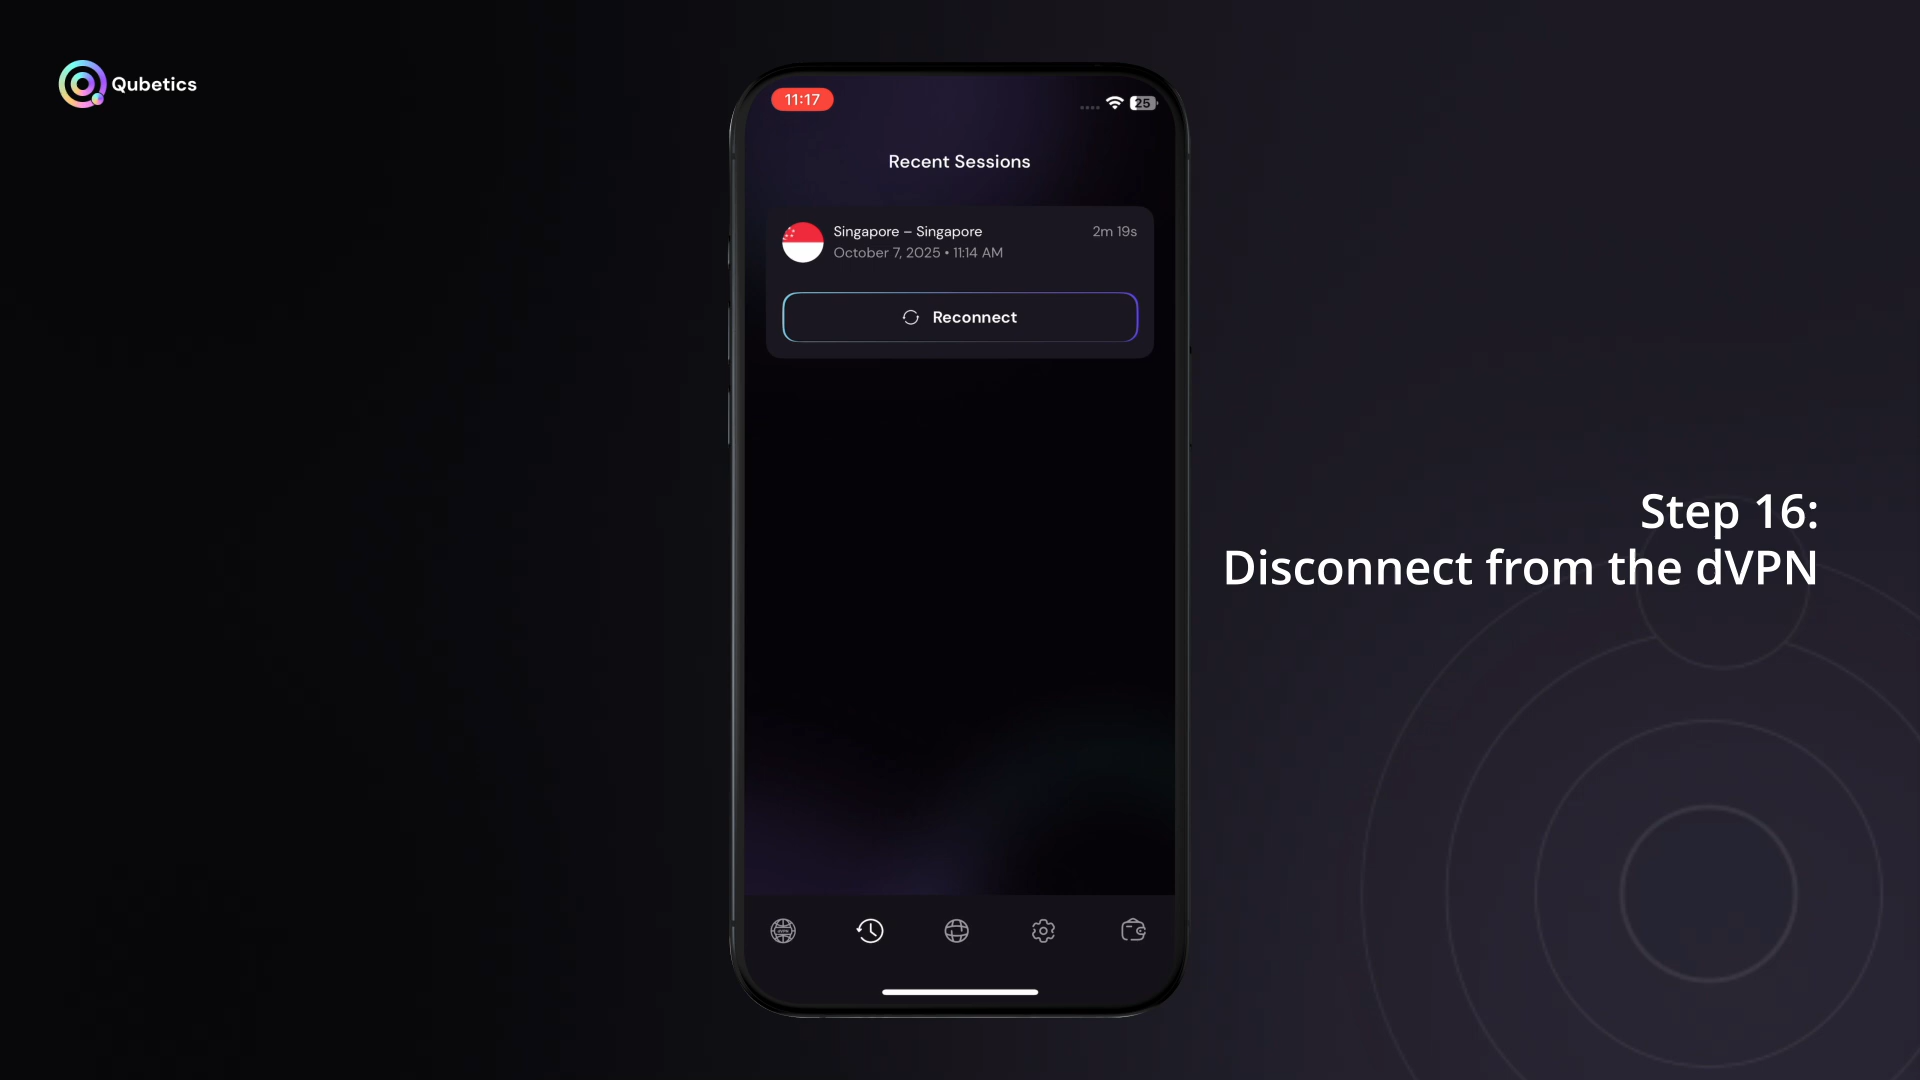 Qubetics
11:17
25
Recent Sessions
Singapore – Singapore
2m 19s
October 7, 2025 • 11:14 AM
Reconnect
Step 16:
Disconnect from the dVPN